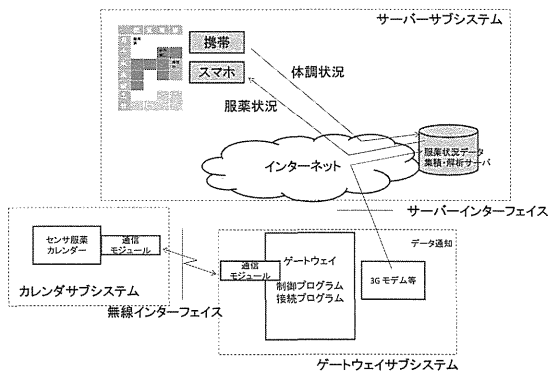 サーバーサブシステム
携帯
スマホ
体調状況
服薬状況
インターネット
服薬状況データ
集積・解析サーバ
サーバーインターフェイス
センサ服薬
カレンダー
通信
モジュール
カレンダサブシステム
無線インターフェイス
データ通知
ゲートウェイ
通信
モジュール
制御プログラム
接続プログラム
3G モデム等
ゲートウェイサブシステム